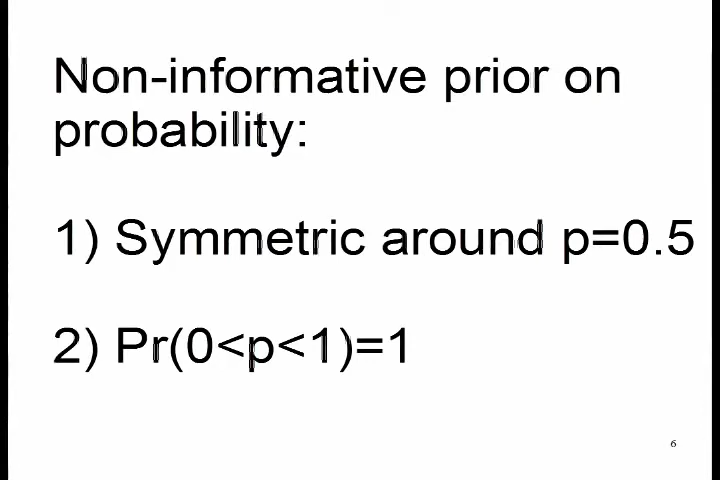 Non-informative prior on
probability:
1) Symmetric around p=0.5
2) Pr(0<p<1)=1
6